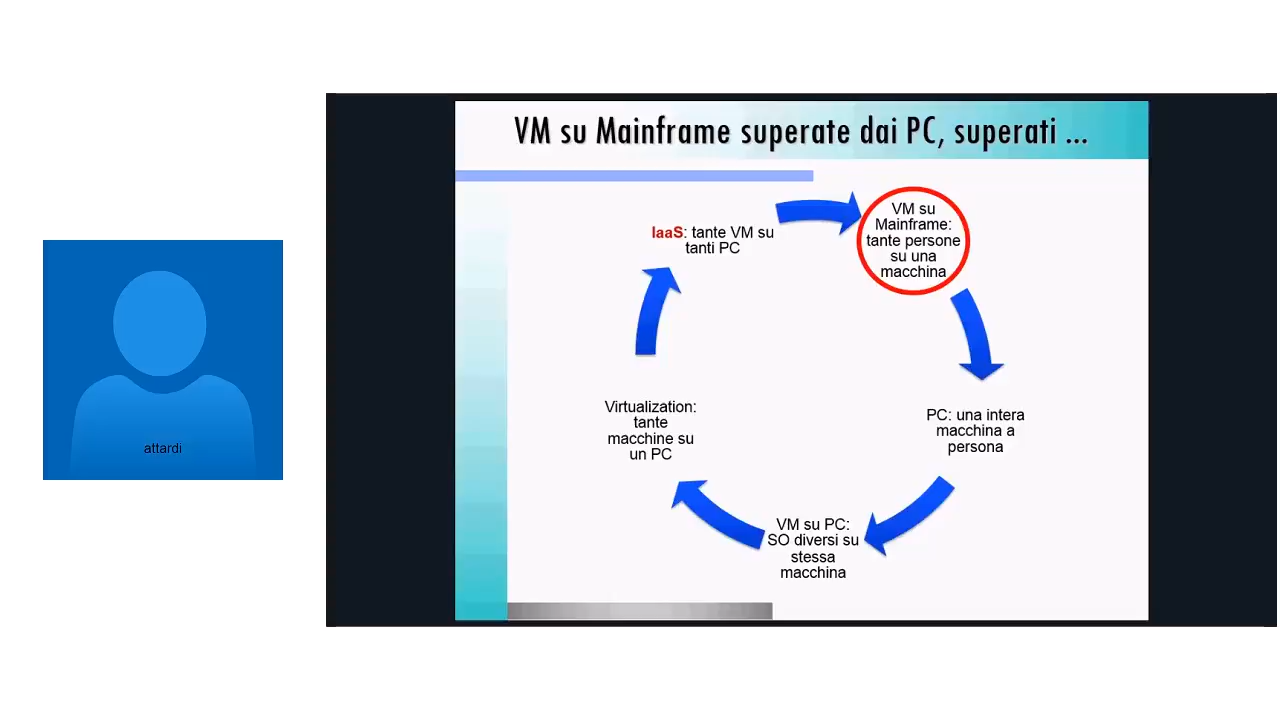 VM su Mainframe superate dai PC, superati ...
VM su
Mainframe:
tante persone
su una
macchina
PC: una intera
macchina a
persona
VM su PC:
SO diversi su
stessa
macchina
Virtualization:
tante
macchine su
un PC
IaaS: tante VM su
tanti PC
attardi